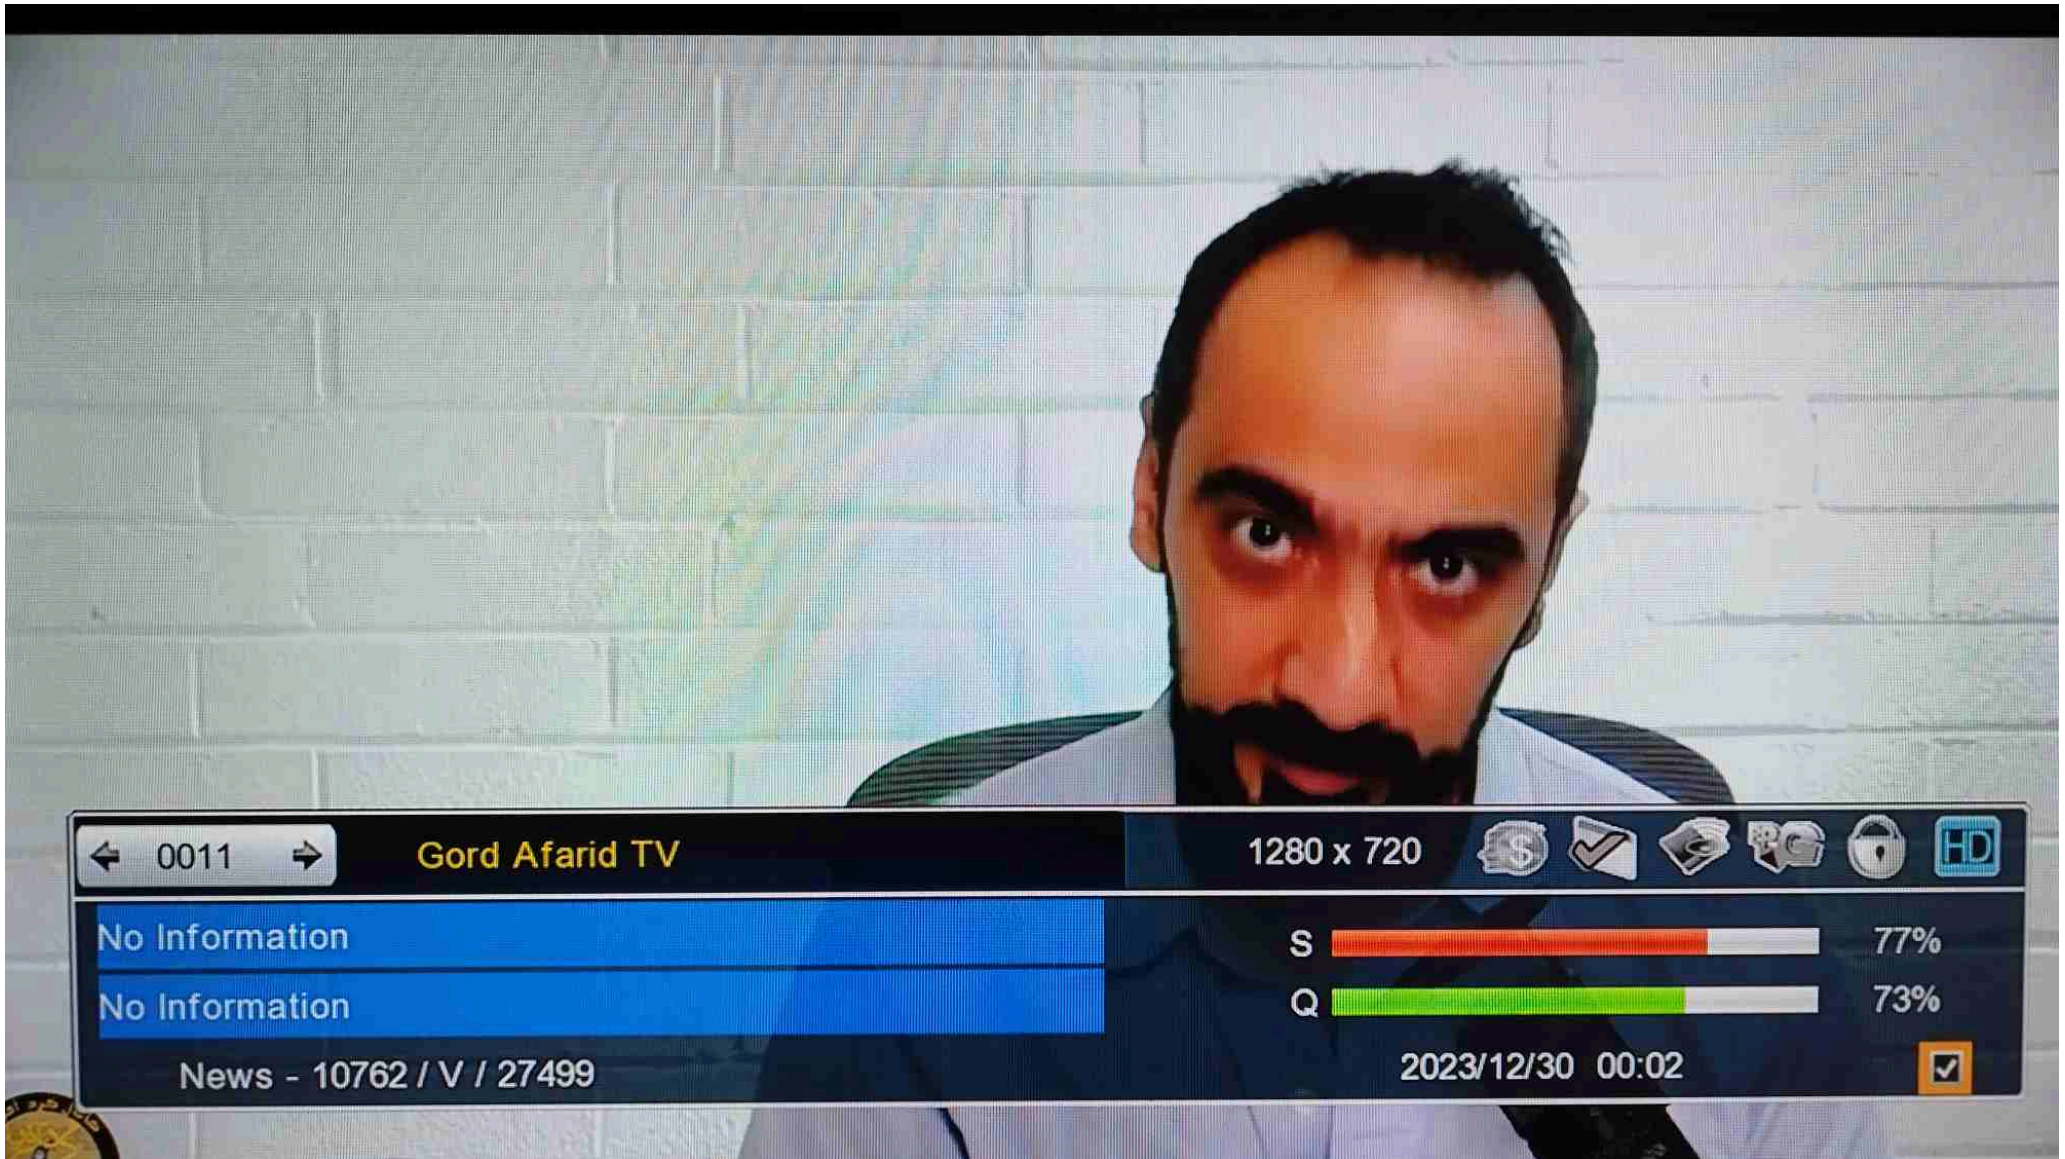 0011
Gord Afarid TV
1280 x 720
$
HD
No Information
S 77%
No Information
Q 73%
News - 10762 / V / 27499
2023/12/30 00:02